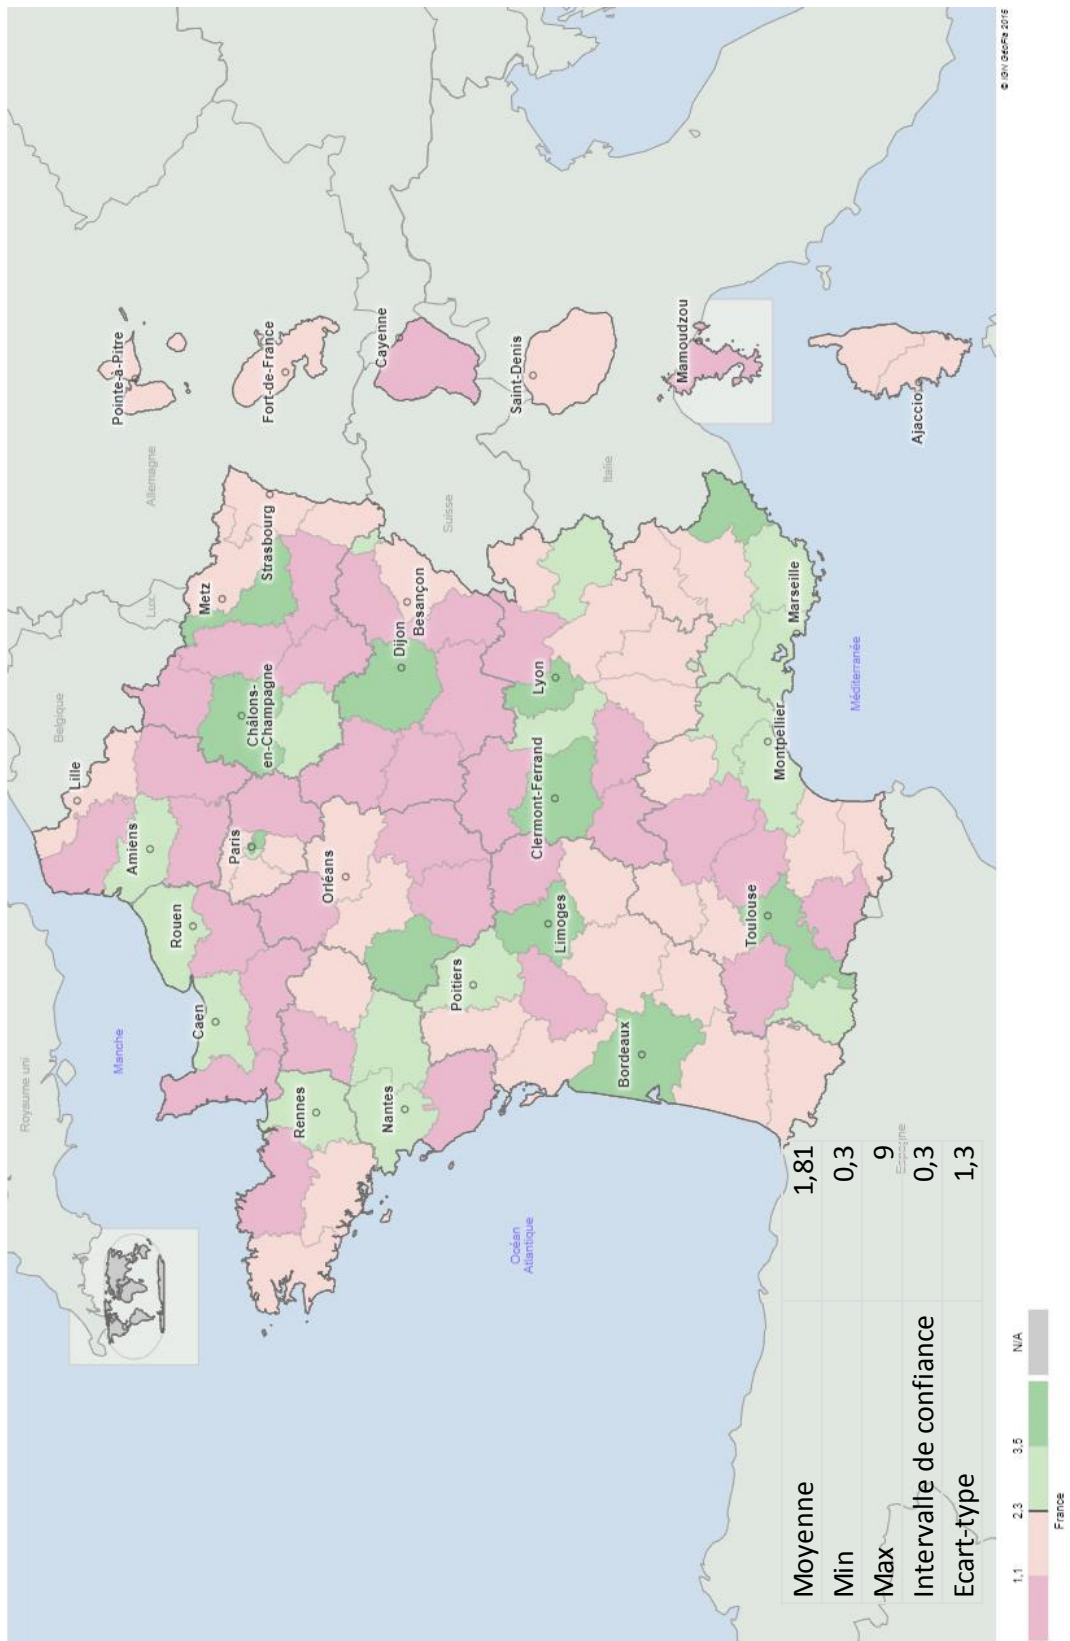 Royaume uni
Manche
Belgique
Lille
Lux.
Allemagne
Amiens
Rouen
Caen
Paris
Châlons-
en-Champagne
Metz
Strasbourg
Rennes
Orléans
Nantes
Dijon
Besançon
Suisse
Poitiers
Océan
Atlantique
Limoges
Clermont-Ferrand
Lyon
Italie
Bordeaux
Toulouse
Montpellier
Marseille
Méditerranée
Espagne
Pointe-à-Pitre
Fort-de-France
Cayenne
Saint-Denis
Mamoudzou
Ajaccio
Moyenne 1,81
Min 0,3
Max 9
Intervalle de confiance 0,3
Ecart-type 1,3
1,1 2,3 3,5 N/A
France
© IGN GéoFla 2015